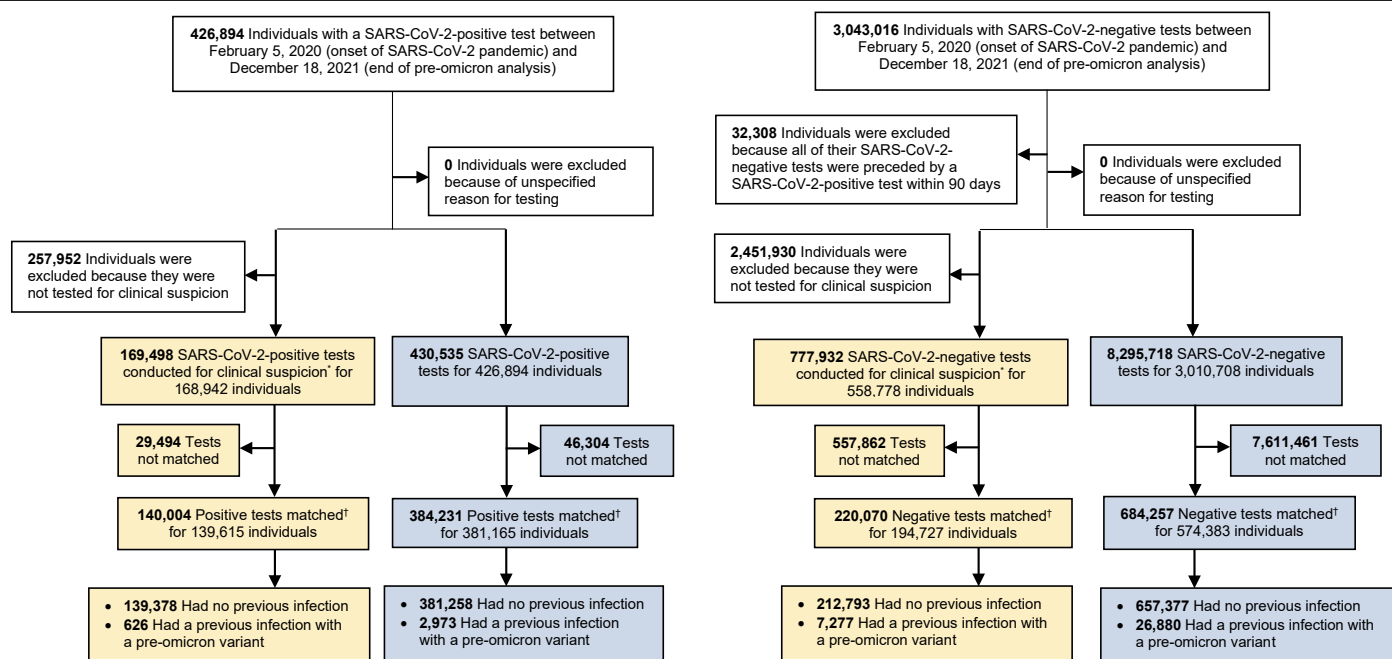 426,894 Individuals with a SARS-CoV-2-positive test between
February 5, 2020 (onset of SARS-CoV-2 pandemic) and
December 18, 2021 (end of pre-omicron analysis)
0 Individuals were excluded
because of unspecified
reason for testing
257,952 Individuals were
excluded because they were
not tested for clinical suspicion
169,498 SARS-CoV-2-positive tests
conducted for clinical suspicion* for
168,942 individuals
430,535 SARS-CoV-2-positive
tests for 426,894 individuals
29,494 Tests
not matched
46,304 Tests
not matched
140,004 Positive tests matched†
for 139,615 individuals
384,231 Positive tests matched†
for 381,165 individuals
• 139,378 Had no previous infection
• 626 Had a previous infection with
a pre-omicron variant
• 381,258 Had no previous infection
• 2,973 Had a previous infection
with a pre-omicron variant
3,043,016 Individuals with SARS-CoV-2-negative tests between
February 5, 2020 (onset of SARS-CoV-2 pandemic) and
December 18, 2021 (end of pre-omicron analysis)
32,308 Individuals were excluded
because all of their SARS-CoV-2-
negative tests were preceded by a
SARS-CoV-2-positive test within 90 days
0 Individuals were excluded
because of unspecified
reason for testing
2,451,930 Individuals were
excluded because they were
not tested for clinical suspicion
777,932 SARS-CoV-2-negative tests
conducted for clinical suspicion* for
558,778 individuals
8,295,718 SARS-CoV-2-negative
tests for 3,010,708 individuals
557,862 Tests
not matched
7,611,461 Tests
not matched
220,070 Negative tests matched†
for 194,727 individuals
684,257 Negative tests matched†
for 574,383 individuals
• 212,793 Had no previous infection
• 7,277 Had a previous infection with
a pre-omicron variant
• 657,377 Had no previous infection
• 26,880 Had a previous infection with
a pre-omicron variant